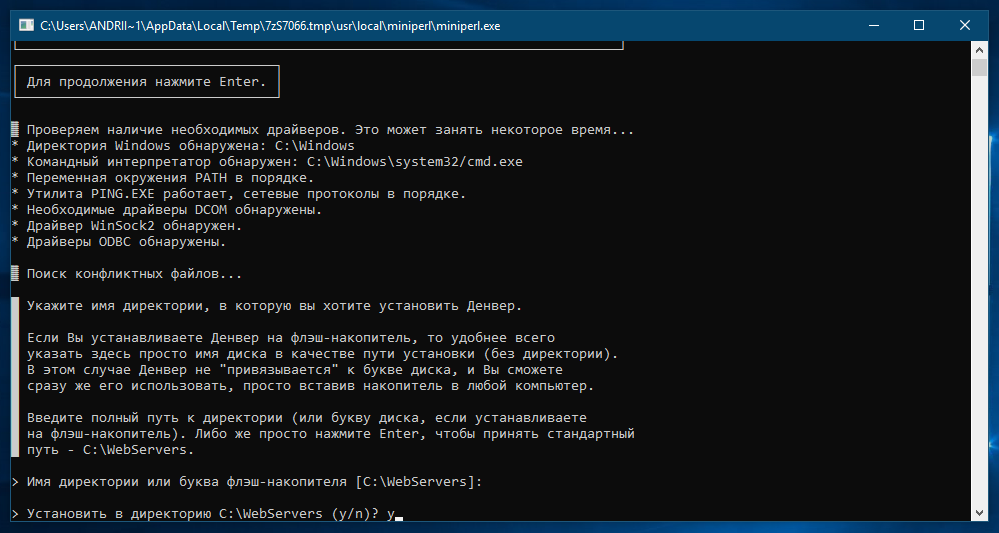 C:\Users\ANDRII~1\AppData\Local\Temp\7zS7066.tmp\usr\local\miniperl\miniperl.exe
Для продолжения нажмите Enter.
Проверяем наличие необходимых драйверов. Это может занять некоторое время...
* Директория Windows обнаружена: C:\Windows
* Командный интерпретатор обнаружен: C:\Windows\system32/cmd.exe
* Переменная окружения PATH в порядке.
* Утилита PING.EXE работает, сетевые протоколы в порядке.
* Необходимые драйверы DCOM обнаружены.
* Драйвер WinSock2 обнаружен.
* Драйверы ODBC обнаружены.
Поиск конфликтных файлов...
Укажите имя директории, в которую вы хотите установить Денвер.
Если Вы устанавливаете Денвер на флэш-накопитель, то удобнее всего
указать здесь просто имя диска в качестве пути установки (без директории).
В этом случае Денвер не "привязывается" к букве диска, и Вы сможете
сразу же его использовать, просто вставив накопитель в любой компьютер.
Введите полный путь к директории (или букву диска, если устанавливаете
на флэш-накопитель). Либо же просто нажмите Enter, чтобы принять стандартный
путь - C:\WebServers.
> Имя директории или буква флэш-накопителя [C:\WebServers]:
> Установить в директорию C:\WebServers (y/n)? y